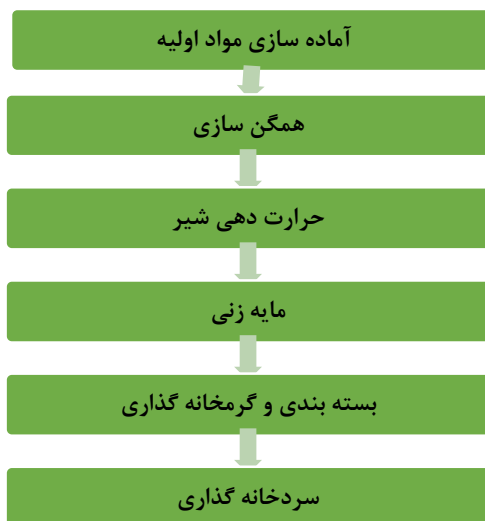 آماده سازی مواد اولیه
همگن سازی
حرارت دهی شیر
مایه زنی
بسته بندی و گرمخانه گذاری
سردخانه گذاری